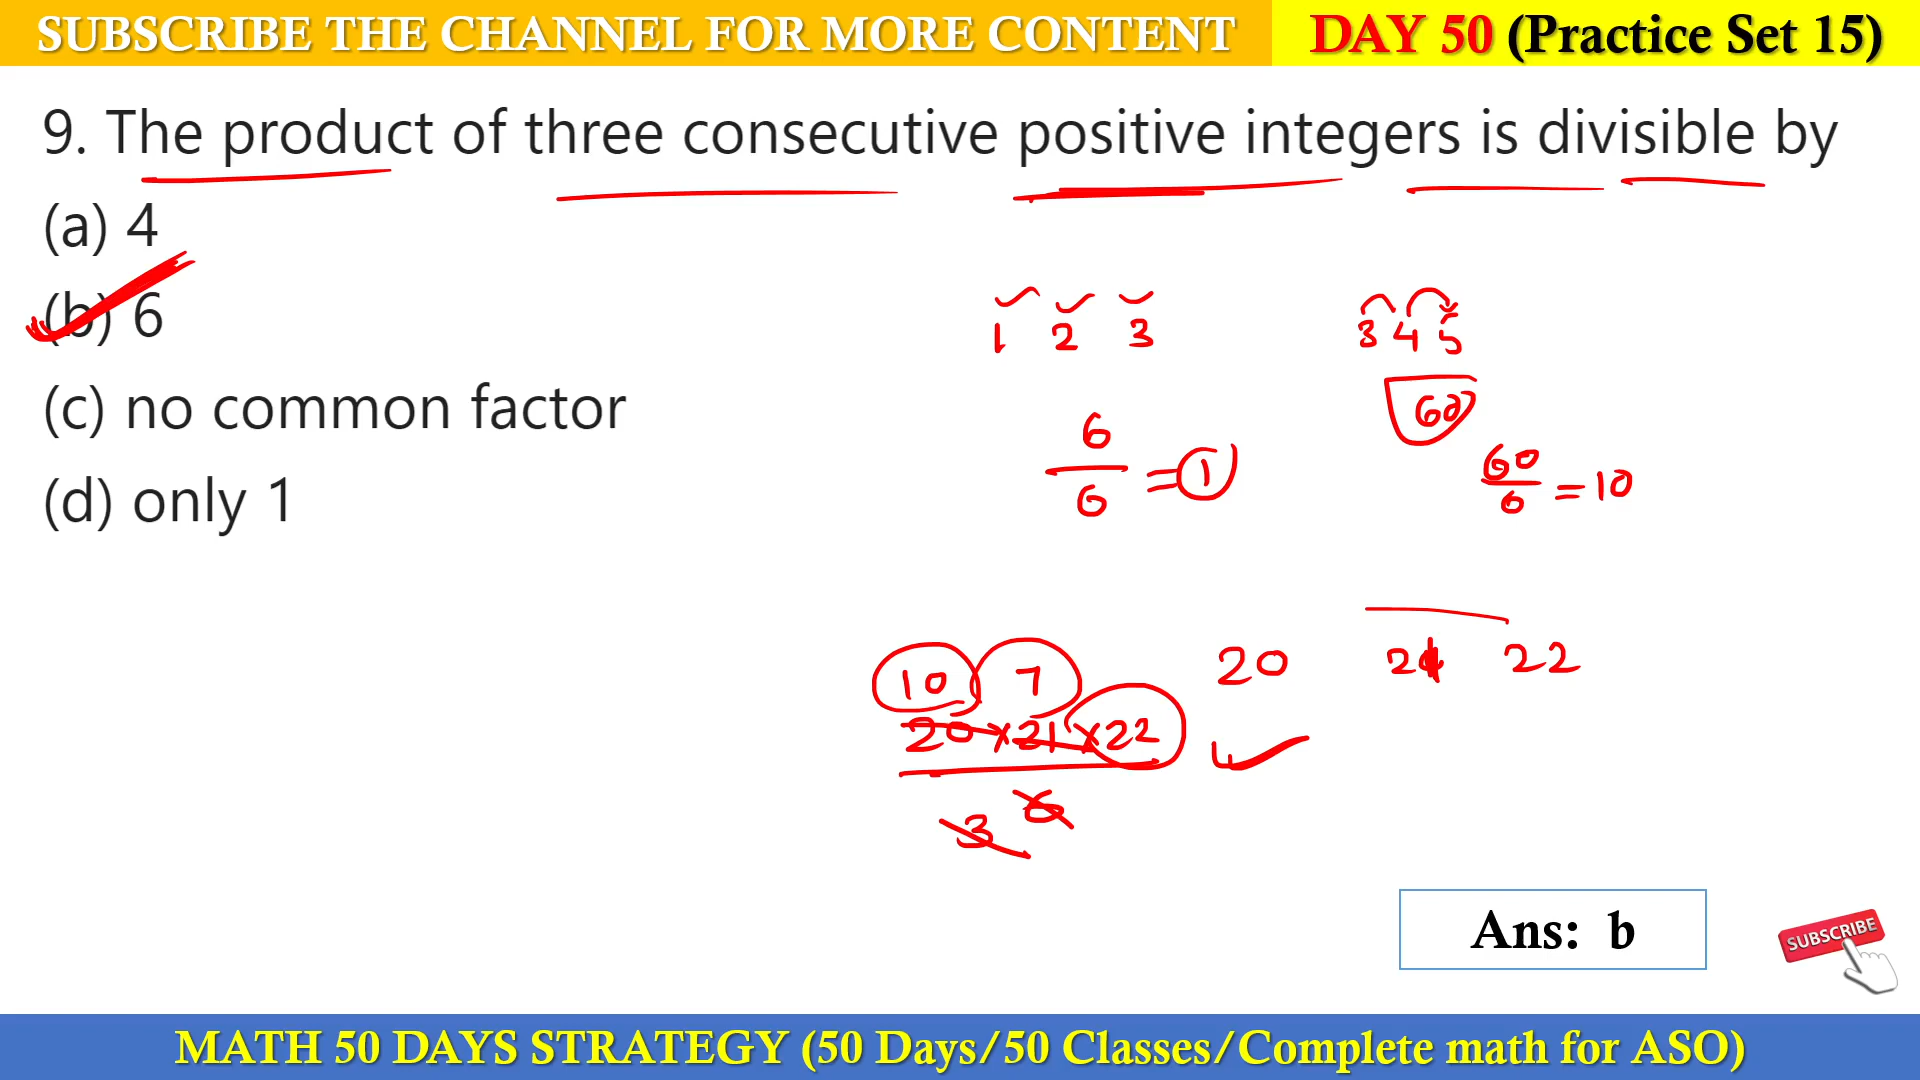 SUBSCRIBE THE CHANNEL FOR MORE CONTENT
DAY 50 (Practice Set 15)
9. The product of three consecutive positive integers is divisible by
(a) 4
(b) 6
(c) no common factor
(d) only 1
1 2 3
3 4 5
6
6 = 1
60
60
6 = 10
10 7
20 x 21 x 22
3 6
20 21 22
Ans: b
SUBSCRIBE
MATH 50 DAYS STRATEGY (50 Days/50 Classes/Complete math for ASO)